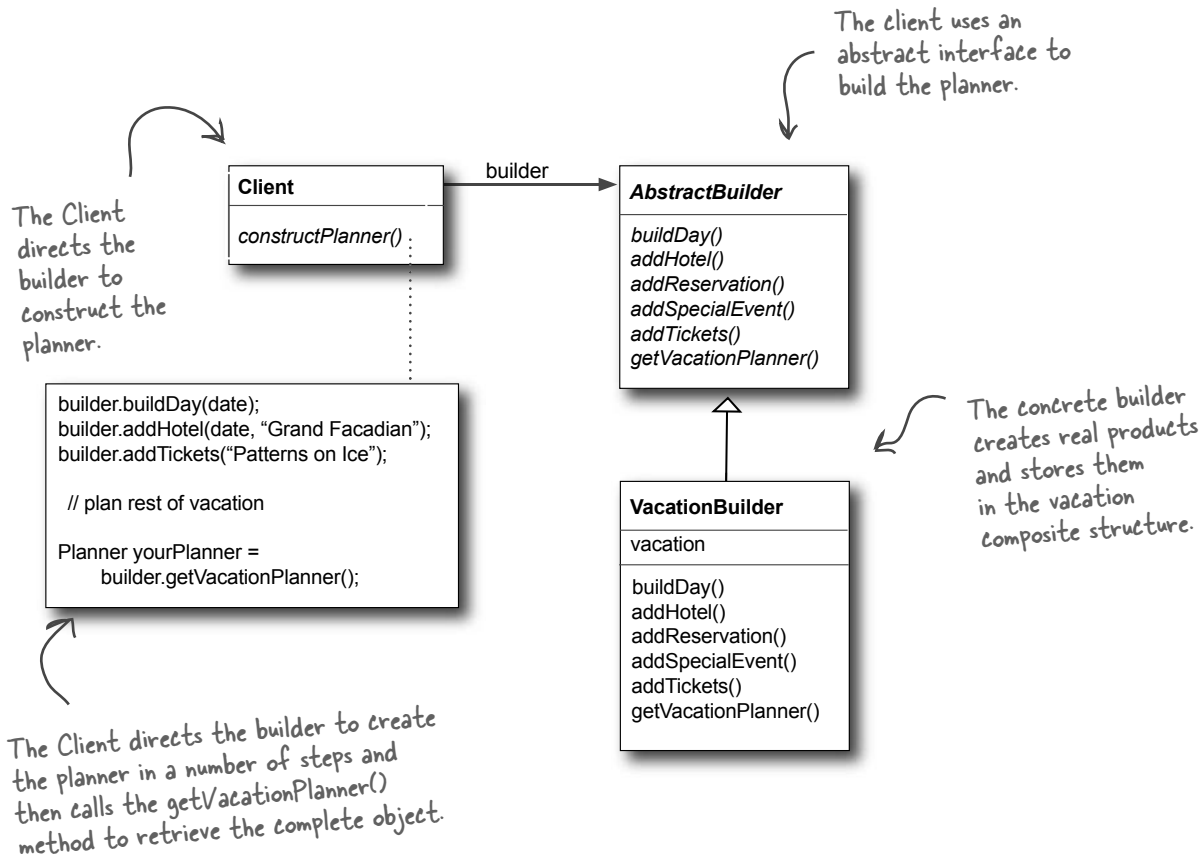 The client uses an
abstract interface to
build the planner.
The Client
directs the
builder to
construct the
planner.
Client
constructPlanner()
builder
AbstractBuilder
buildDay()
addHotel()
addReservation()
addSpecialEvent()
addTickets()
getVacationPlanner()
builder.buildDay(date);
builder.addHotel(date, “Grand Facadian”);
builder.addTickets(“Patterns on Ice”);
// plan rest of vacation
Planner yourPlanner =
builder.getVacationPlanner();
The concrete builder
creates real products
and stores them
in the vacation
composite structure.
VacationBuilder
vacation
buildDay()
addHotel()
addReservation()
addSpecialEvent()
addTickets()
getVacationPlanner()
The Client directs the builder to create
the planner in a number of steps and
then calls the getVacationPlanner()
method to retrieve the complete object.